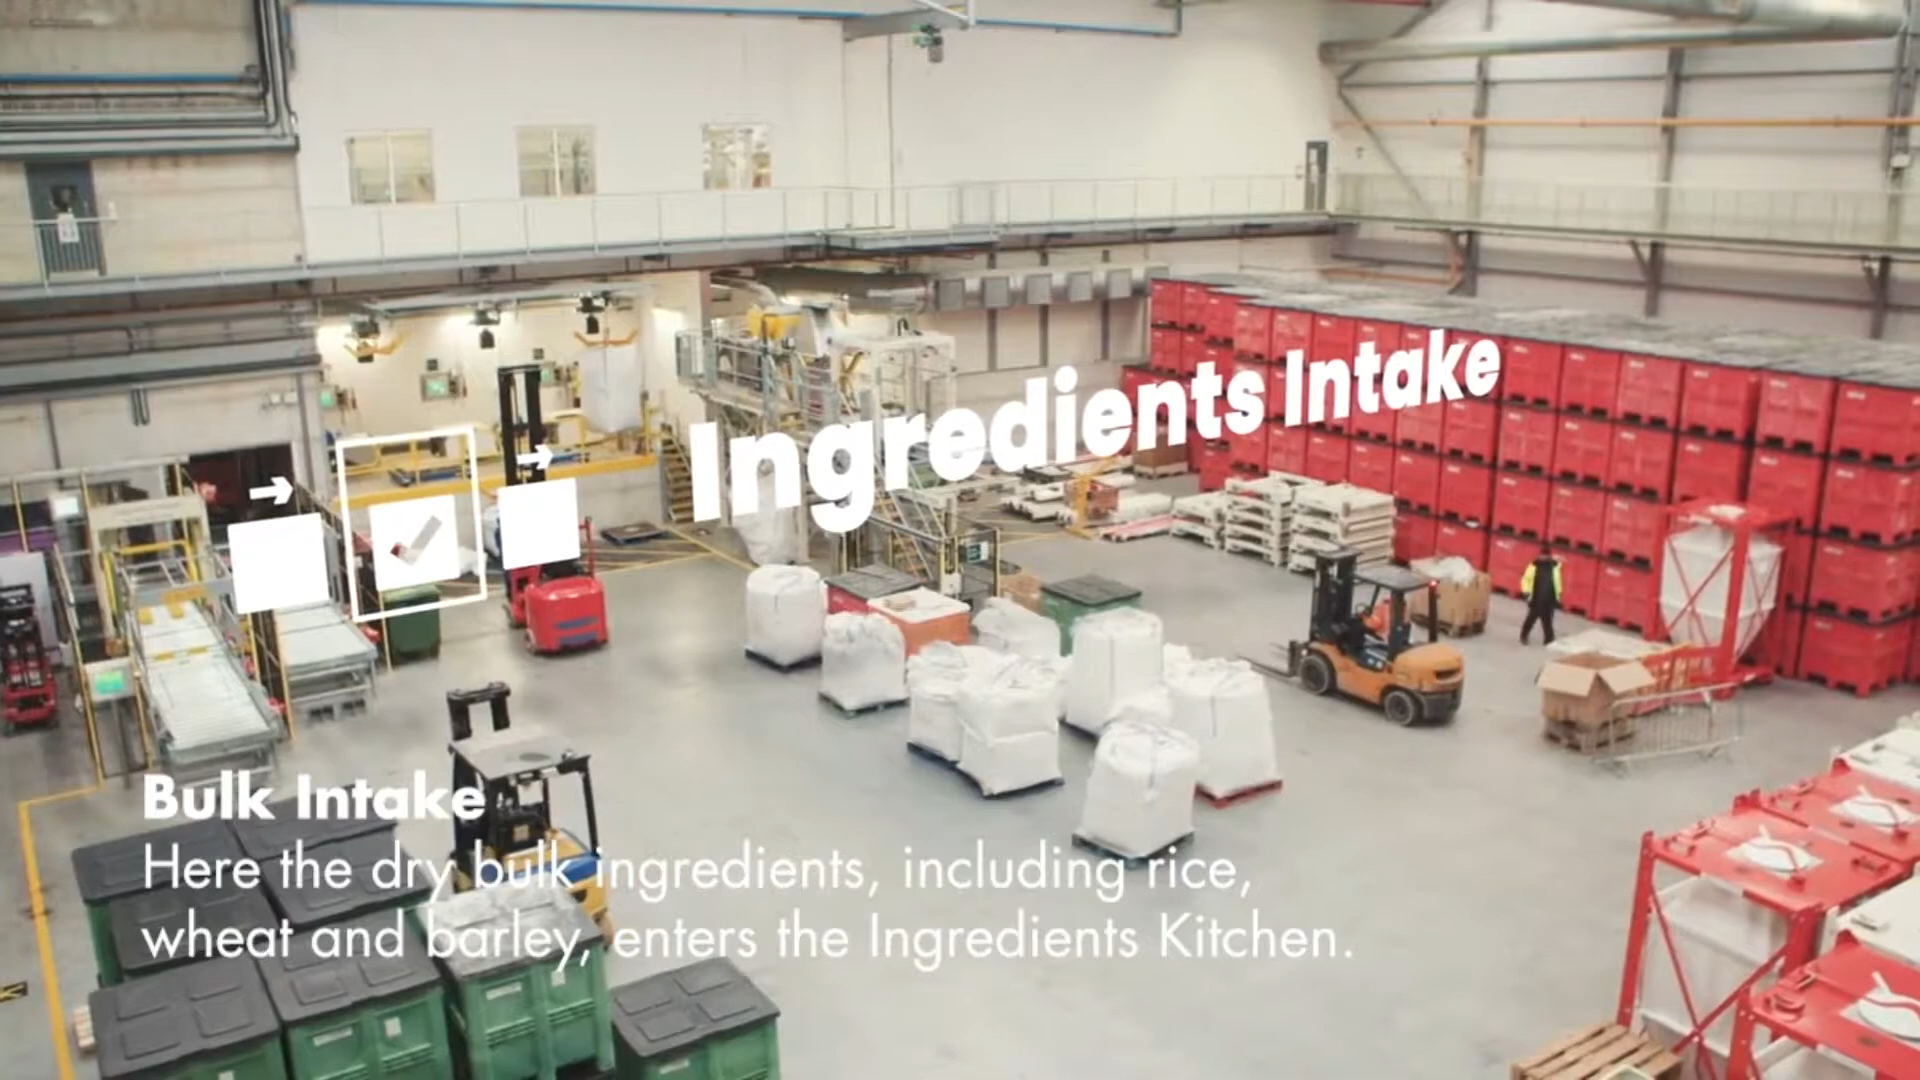 Ingredients Intake
Bulk Intake
Here the dry bulk ingredients, including rice,
wheat and barley, enters the Ingredients Kitchen.